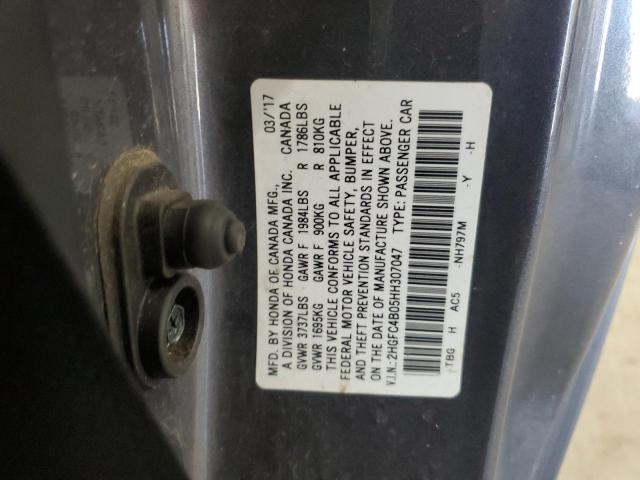 MFD. BY HONDA OF CANADA MFG., 03/'17
A DIVISION OF HONDA CANADA INC. CANADA
GVWR 3737LBS GAWR F 1984LBS R 1786LBS
GVWR 1695KG GAWR F 900KG R 810KG
THIS VEHICLE CONFORMS TO ALL APPLICABLE
FEDERAL MOTOR VEHICLE SAFETY, BUMPER,
AND THEFT PREVENTION STANDARDS IN EFFECT
ON THE DATE OF MANUFACTURE SHOWN ABOVE.
V.I.N.:2HGFC4B05HH307047 TYPE: PASSENGER CAR
TBG H AC5 -NH797M -Y -H